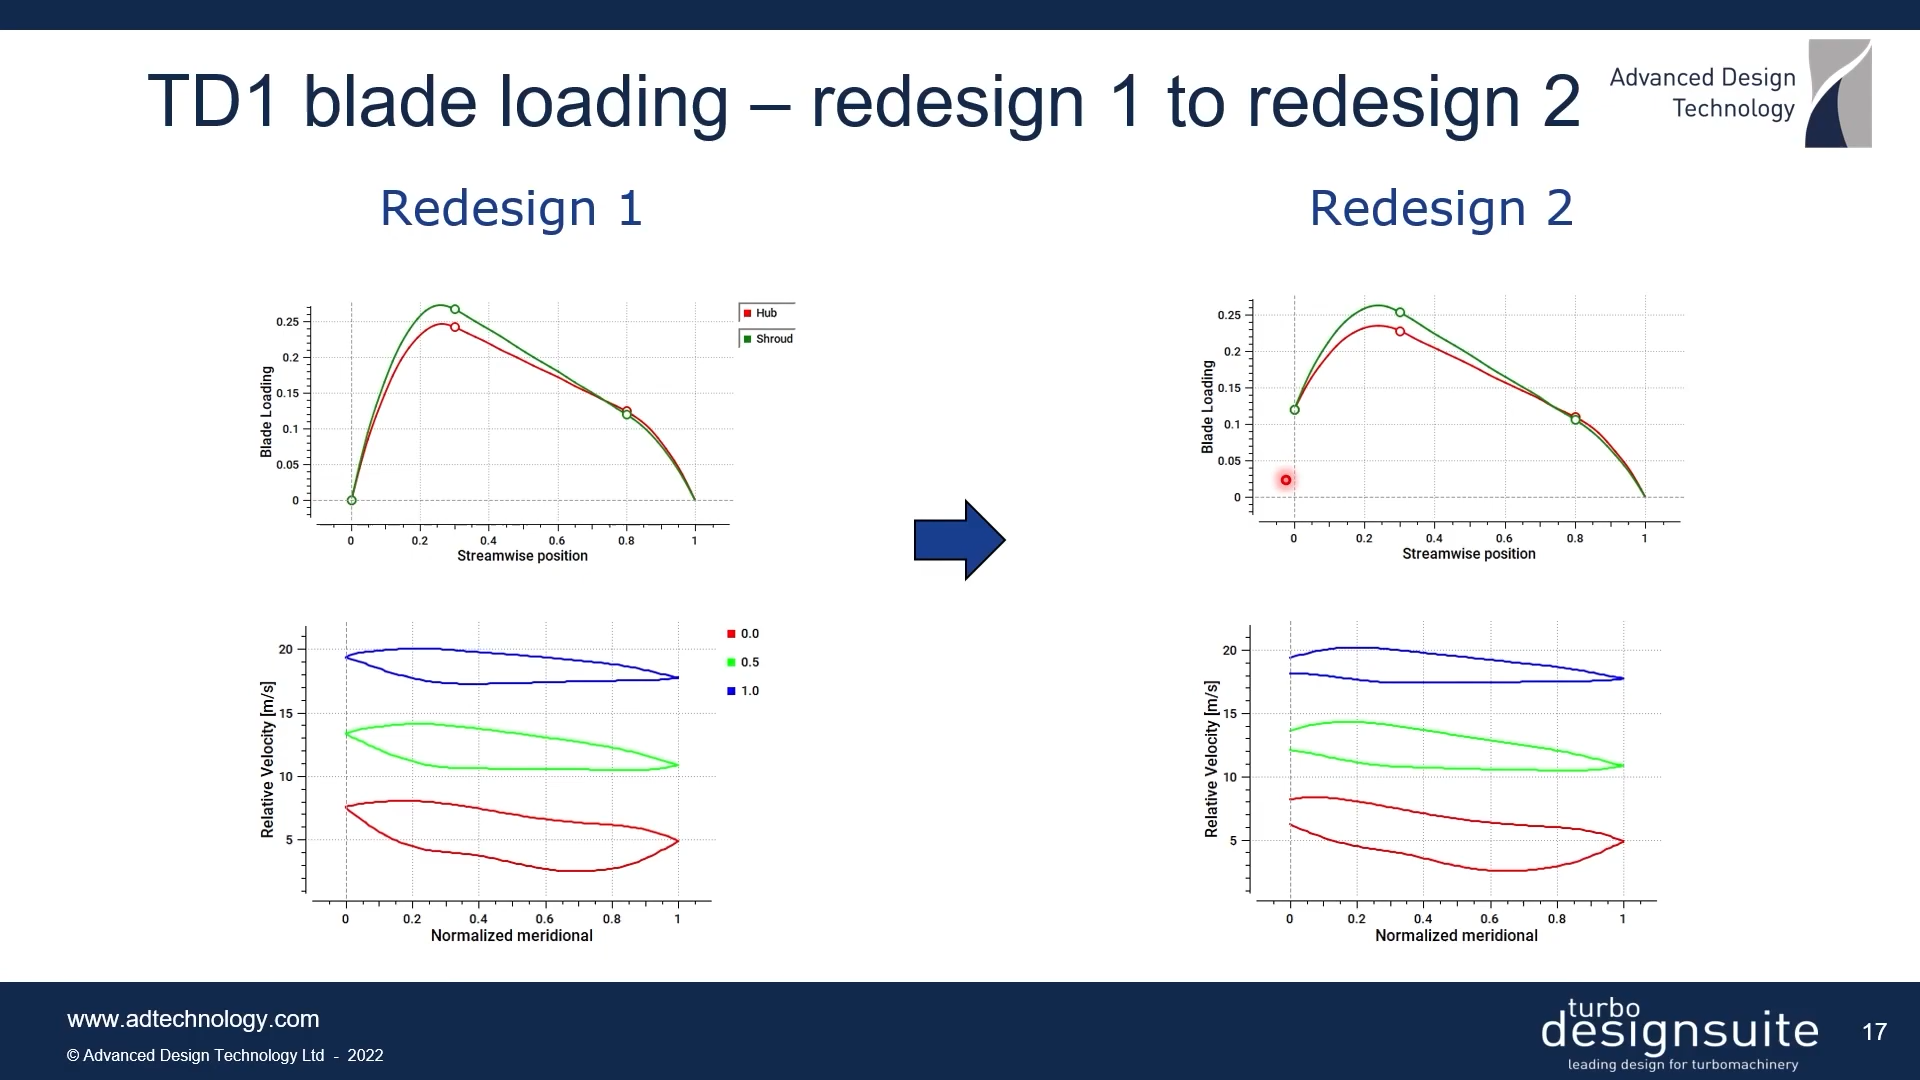 TD1 blade loading – redesign 1 to redesign 2
Advanced Design
Technology
Redesign 1
Redesign 2
Blade Loading
0.25
0.2
0.15
0.1
0.05
0
0 0.2 0.4 0.6 0.8 1
Streamwise position
Hub
Shroud
Blade Loading
0.25
0.2
0.15
0.1
0.05
0
0 0.2 0.4 0.6 0.8 1
Streamwise position
Relative Velocity [m/s]
20
15
10
5
0 0.2 0.4 0.6 0.8 1
Normalized meridional
0.0
0.5
1.0
Relative Velocity [m/s]
20
15
10
5
0 0.2 0.4 0.6 0.8 1
Normalized meridional
www.adtechnology.com
© Advanced Design Technology Ltd - 2022
turbo
designsuite
leading design for turbomachinery
17